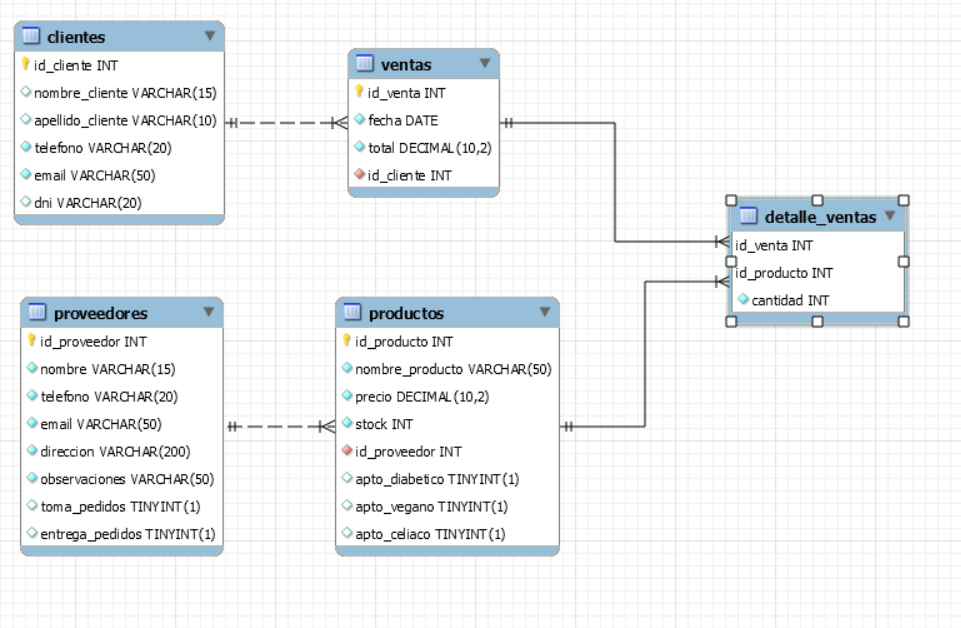 clientes
id_cliente INT
nombre_cliente VARCHAR(15)
apellido_cliente VARCHAR(10)
telefono VARCHAR(20)
email VARCHAR(50)
dni VARCHAR(20)
ventas
id_venta INT
fecha DATE
total DECIMAL(10,2)
id_cliente INT
detalle_ventas
id_venta INT
id_producto INT
cantidad INT
proveedores
id_proveedor INT
nombre VARCHAR(15)
telefono VARCHAR(20)
email VARCHAR(50)
direccion VARCHAR(200)
observaciones VARCHAR(50)
toma_pedidos TINYINT(1)
entrega_pedidos TINYINT(1)
productos
id_producto INT
nombre_producto VARCHAR(50)
precio DECIMAL(10,2)
stock INT
id_proveedor INT
apto_diabetico TINYINT(1)
apto_vegano TINYINT(1)
apto_celiaco TINYINT(1)